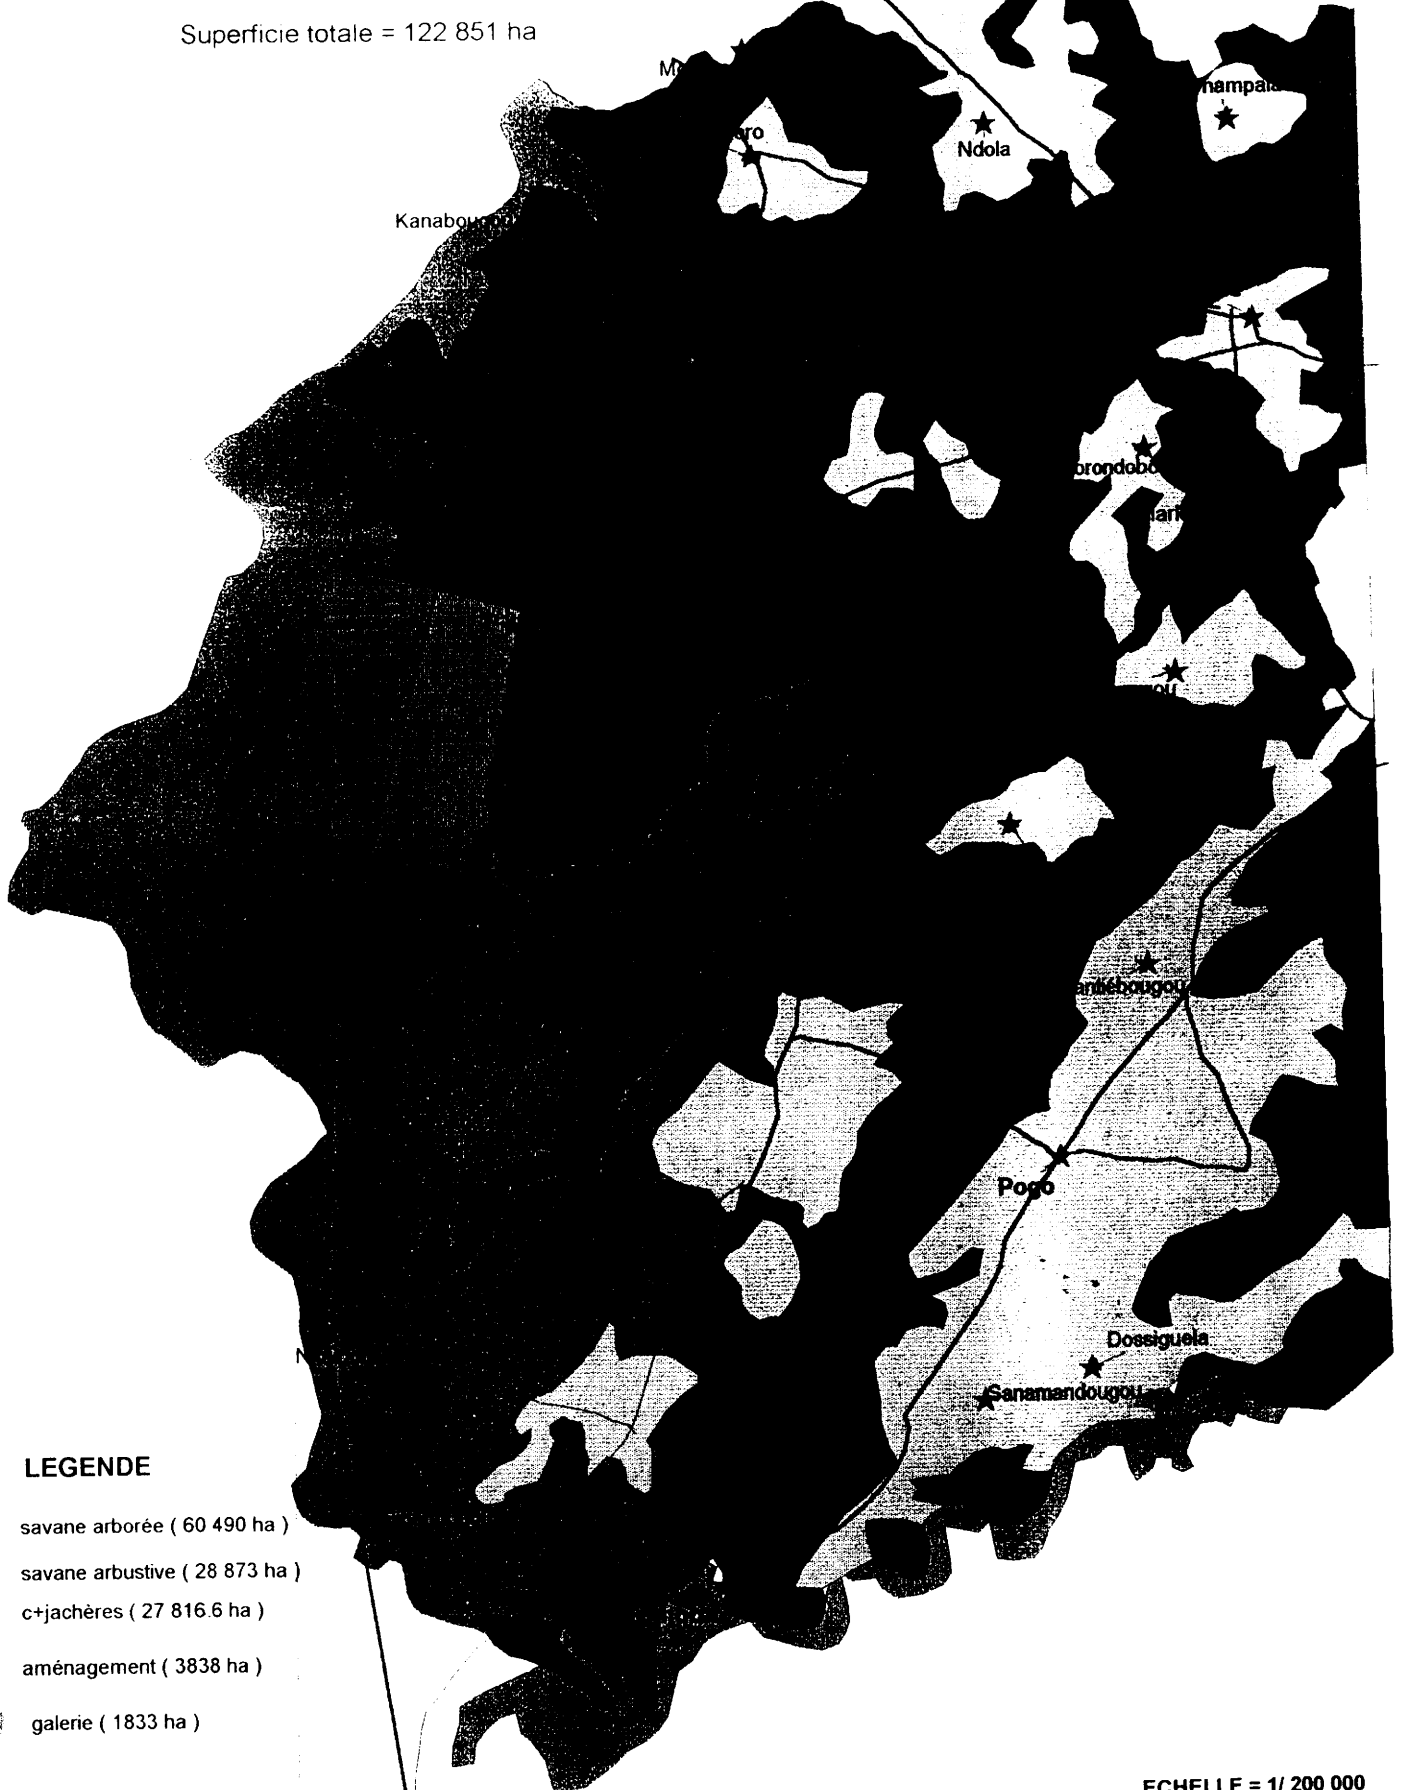 Superficie totale = 122 851 ha
Ndola
Pogo
Dossiguela
Sanamandougou
LEGENDE
savane arborée ( 60 490 ha )
savane arbustive ( 28 873 ha )
c+jachères ( 27 816.6 ha )
aménagement ( 3838 ha )
galerie ( 1833 ha )
ECHELLE = 1/ 200 000